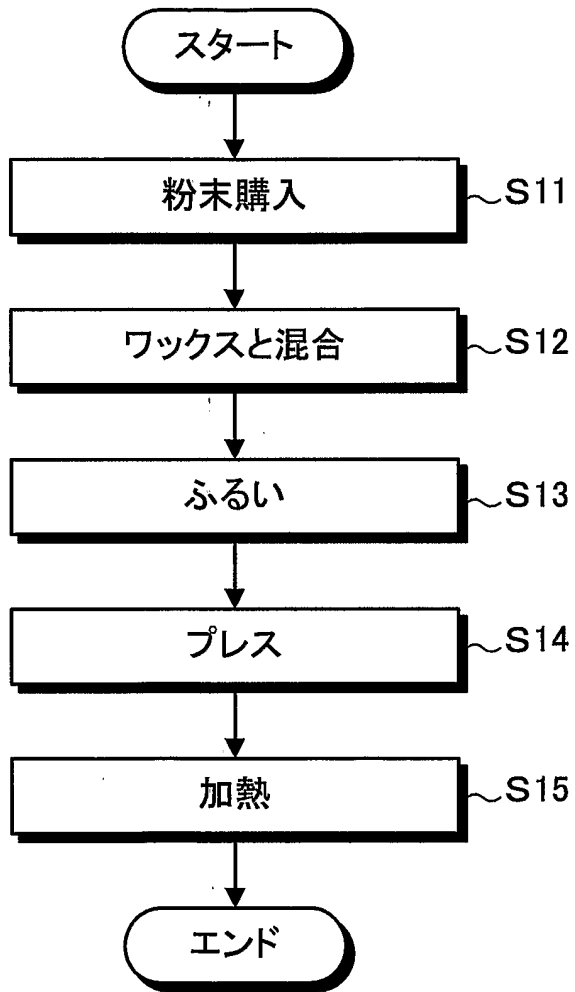 スタート
粉末購入
S11
ワックスと混合
S12
ふるい
S13
プレス
S14
加熱
S15
エンド